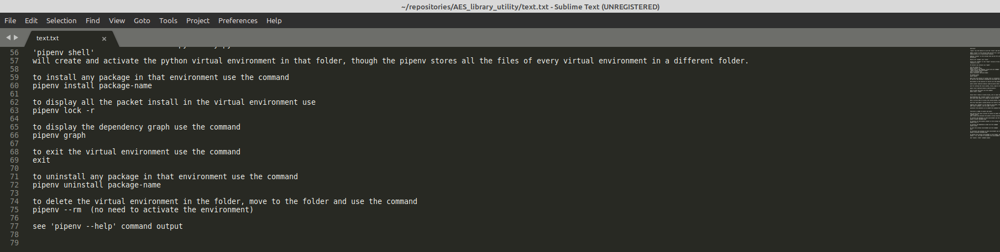 ~/repositories/AES_library_utility/text.txt - Sublime Text (UNREGISTERED)
File Edit Selection Find View Goto Tools Project Preferences Help
text.txt
56 'pipenv shell'
57 will create and activate the python virtual environment in that folder, though the pipenv stores all the files of every virtual environment in a different folder.
58
59 to install any package in that environment use the command
60 pipenv install package-name
61
62 to display all the packet install in the virtual environment use
63 pipenv lock -r
64
65 to display the dependency graph use the command
66 pipenv graph
67
68 to exit the virtual environment use the command
69 exit
70
71 to uninstall any package in that environment use the command
72 pipenv uninstall package-name
73
74 to delete the virtual environment in the folder, move to the folder and use the command
75 pipenv --rm  (no need to activate the environment)
76
77 see 'pipenv --help' command output
78
79